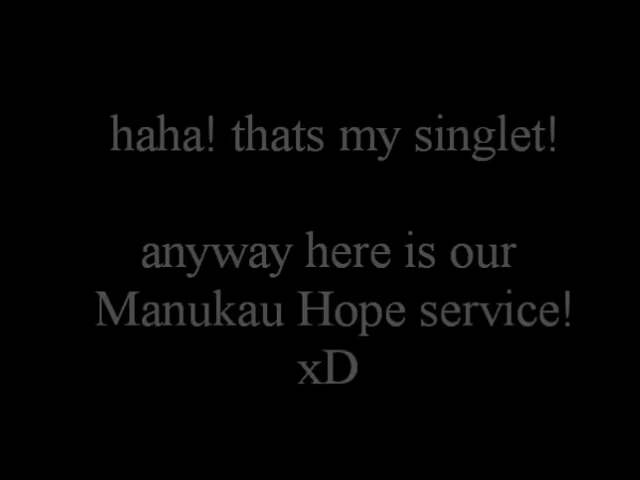 haha! thats my singlet!
anyway here is our
Manukau Hope service!
xD